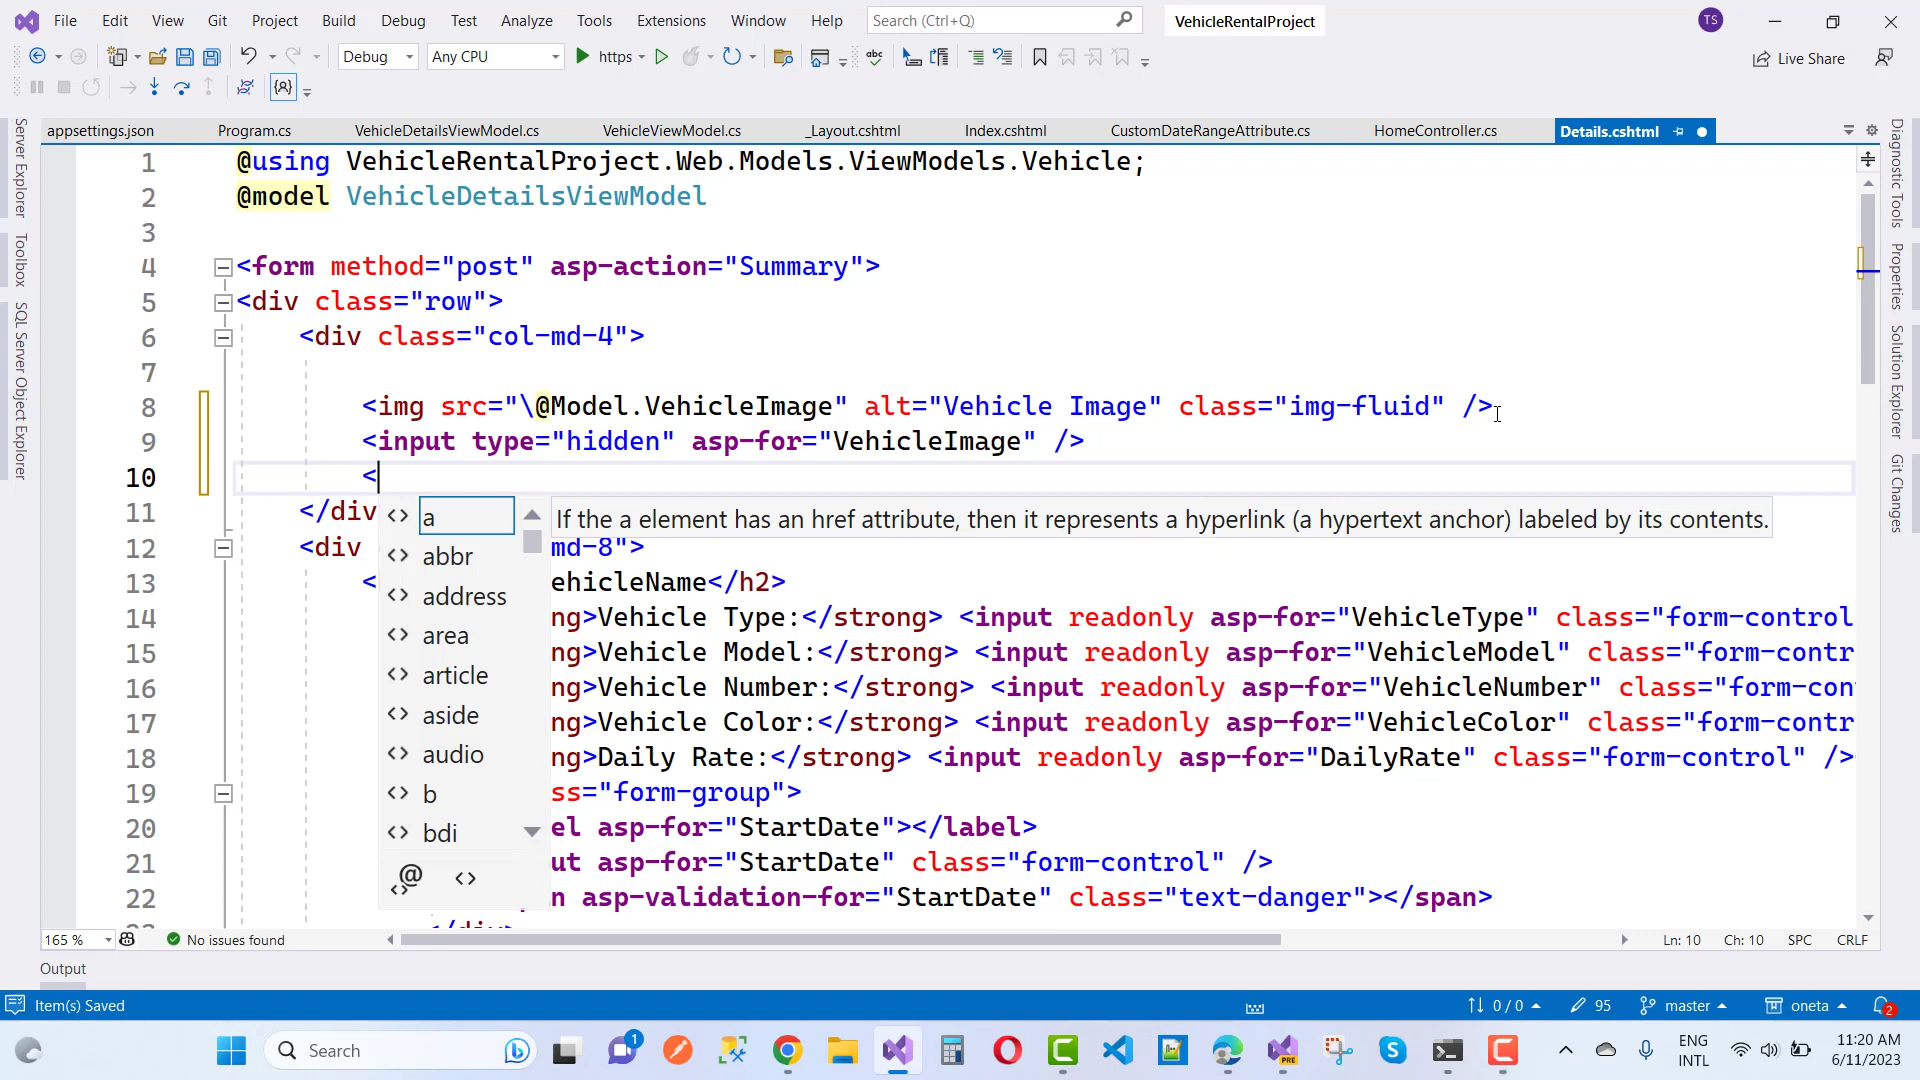 File Edit View Git Project Build Debug Test Analyze Tools Extensions Window Help Search (Ctrl+Q) VehicleRentalProject TS
Debug Any CPU https Live Share
appsettings.json Program.cs VehicleDetailsViewModel.cs VehicleViewModel.cs _Layout.cshtml Index.cshtml CustomDateRangeAttribute.cs HomeController.cs Details.cshtml
Server Explorer
Toolbox
SQL Server Object Explorer
Diagnostic Tools
Properties
Solution Explorer
Git Changes
1 @using VehicleRentalProject.Web.Models.ViewModels.Vehicle;
2 @model VehicleDetailsViewModel
3
4 <form method="post" asp-action="Summary">
5 <div class="row">
6 <div class="col-md-4">
7
8 <img src="\@Model.VehicleImage" alt="Vehicle Image" class="img-fluid" />
9 <input type="hidden" asp-for="VehicleImage" />
10 <
11 </div
12 <div md-8">
13 < ehicleName</h2>
14 ng>Vehicle Type:</strong> <input readonly asp-for="VehicleType" class="form-control
15 ng>Vehicle Model:</strong> <input readonly asp-for="VehicleModel" class="form-contr
16 ng>Vehicle Number:</strong> <input readonly asp-for="VehicleNumber" class="form-con
17 ng>Vehicle Color:</strong> <input readonly asp-for="VehicleColor" class="form-contr
18 ng>Daily Rate:</strong> <input readonly asp-for="DailyRate" class="form-control" />
19 ss="form-group">
20 el asp-for="StartDate"></label>
21 ut asp-for="StartDate" class="form-control" />
22 n asp-validation-for="StartDate" class="text-danger"></span>
<> a
<> abbr
<> address
<> area
<> article
<> aside
<> audio
<> b
<> bdi
@ <>
If the a element has an href attribute, then it represents a hyperlink (a hypertext anchor) labeled by its contents.
165 % No issues found Ln: 10 Ch: 10 SPC CRLF
Output
Item(s) Saved 0 / 0 95 master oneta 2
Search 1 PRE ENG
INTL
11:20 AM
6/11/2023